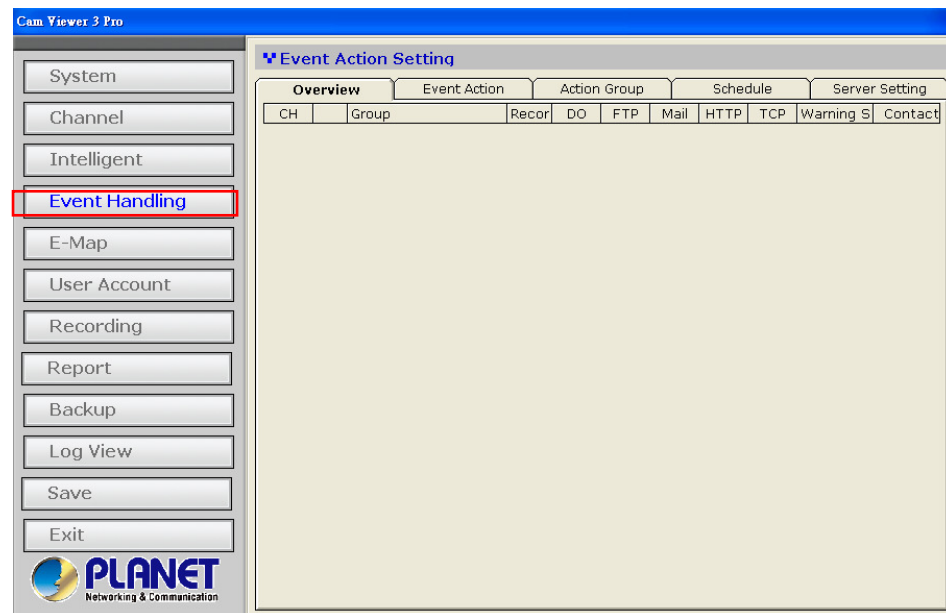 Cam Viewer 3 Pro
System
Channel
Intelligent
Event Handling
E-Map
User Account
Recording
Report
Backup
Log View
Save
Exit
PLANET
Networking & Communication
Event Action Setting
Overview Event Action Action Group Schedule Server Setting
CH Group Recor DO FTP Mail HTTP TCP Warning S Contact